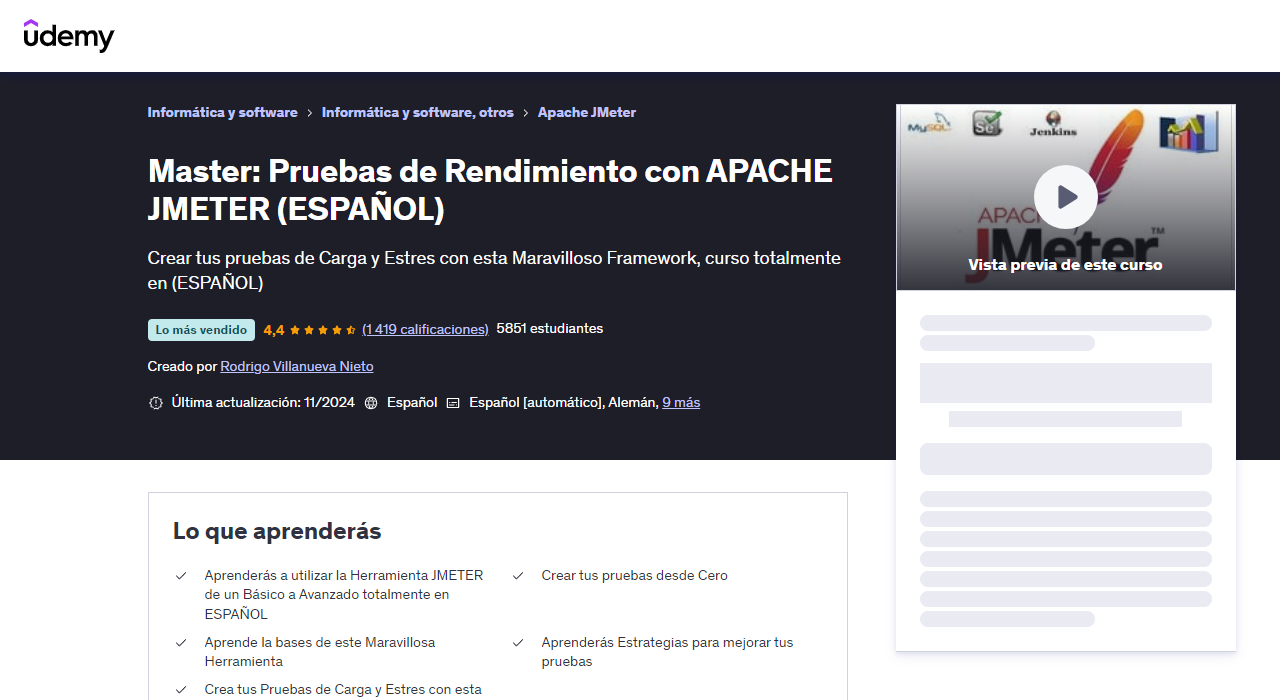 udemy
Informática y software > Informática y software, otros > Apache JMeter
Master: Pruebas de Rendimiento con APACHE
JMETER (ESPAÑOL)
Crear tus pruebas de Carga y Estres con esta Maravilloso Framework, curso totalmente
en (ESPAÑOL)
Lo más vendido 4,4 (1 419 calificaciones) 5851 estudiantes
Creado por Rodrigo Villanueva Nieto
Última actualización: 11/2024 Español Español [automático], Alemán, 9 más
MySQL Se Jenkins
APACHE
JMeter™
Vista previa de este curso
Lo que aprenderás
Aprenderás a utilizar la Herramienta JMETER
de un Básico a Avanzado totalmente en
ESPAÑOL
Crear tus pruebas desde Cero
Aprende la bases de este Maravillosa
Herramienta
Aprenderás Estrategias para mejorar tus
pruebas
Crea tus Pruebas de Carga y Estres con esta